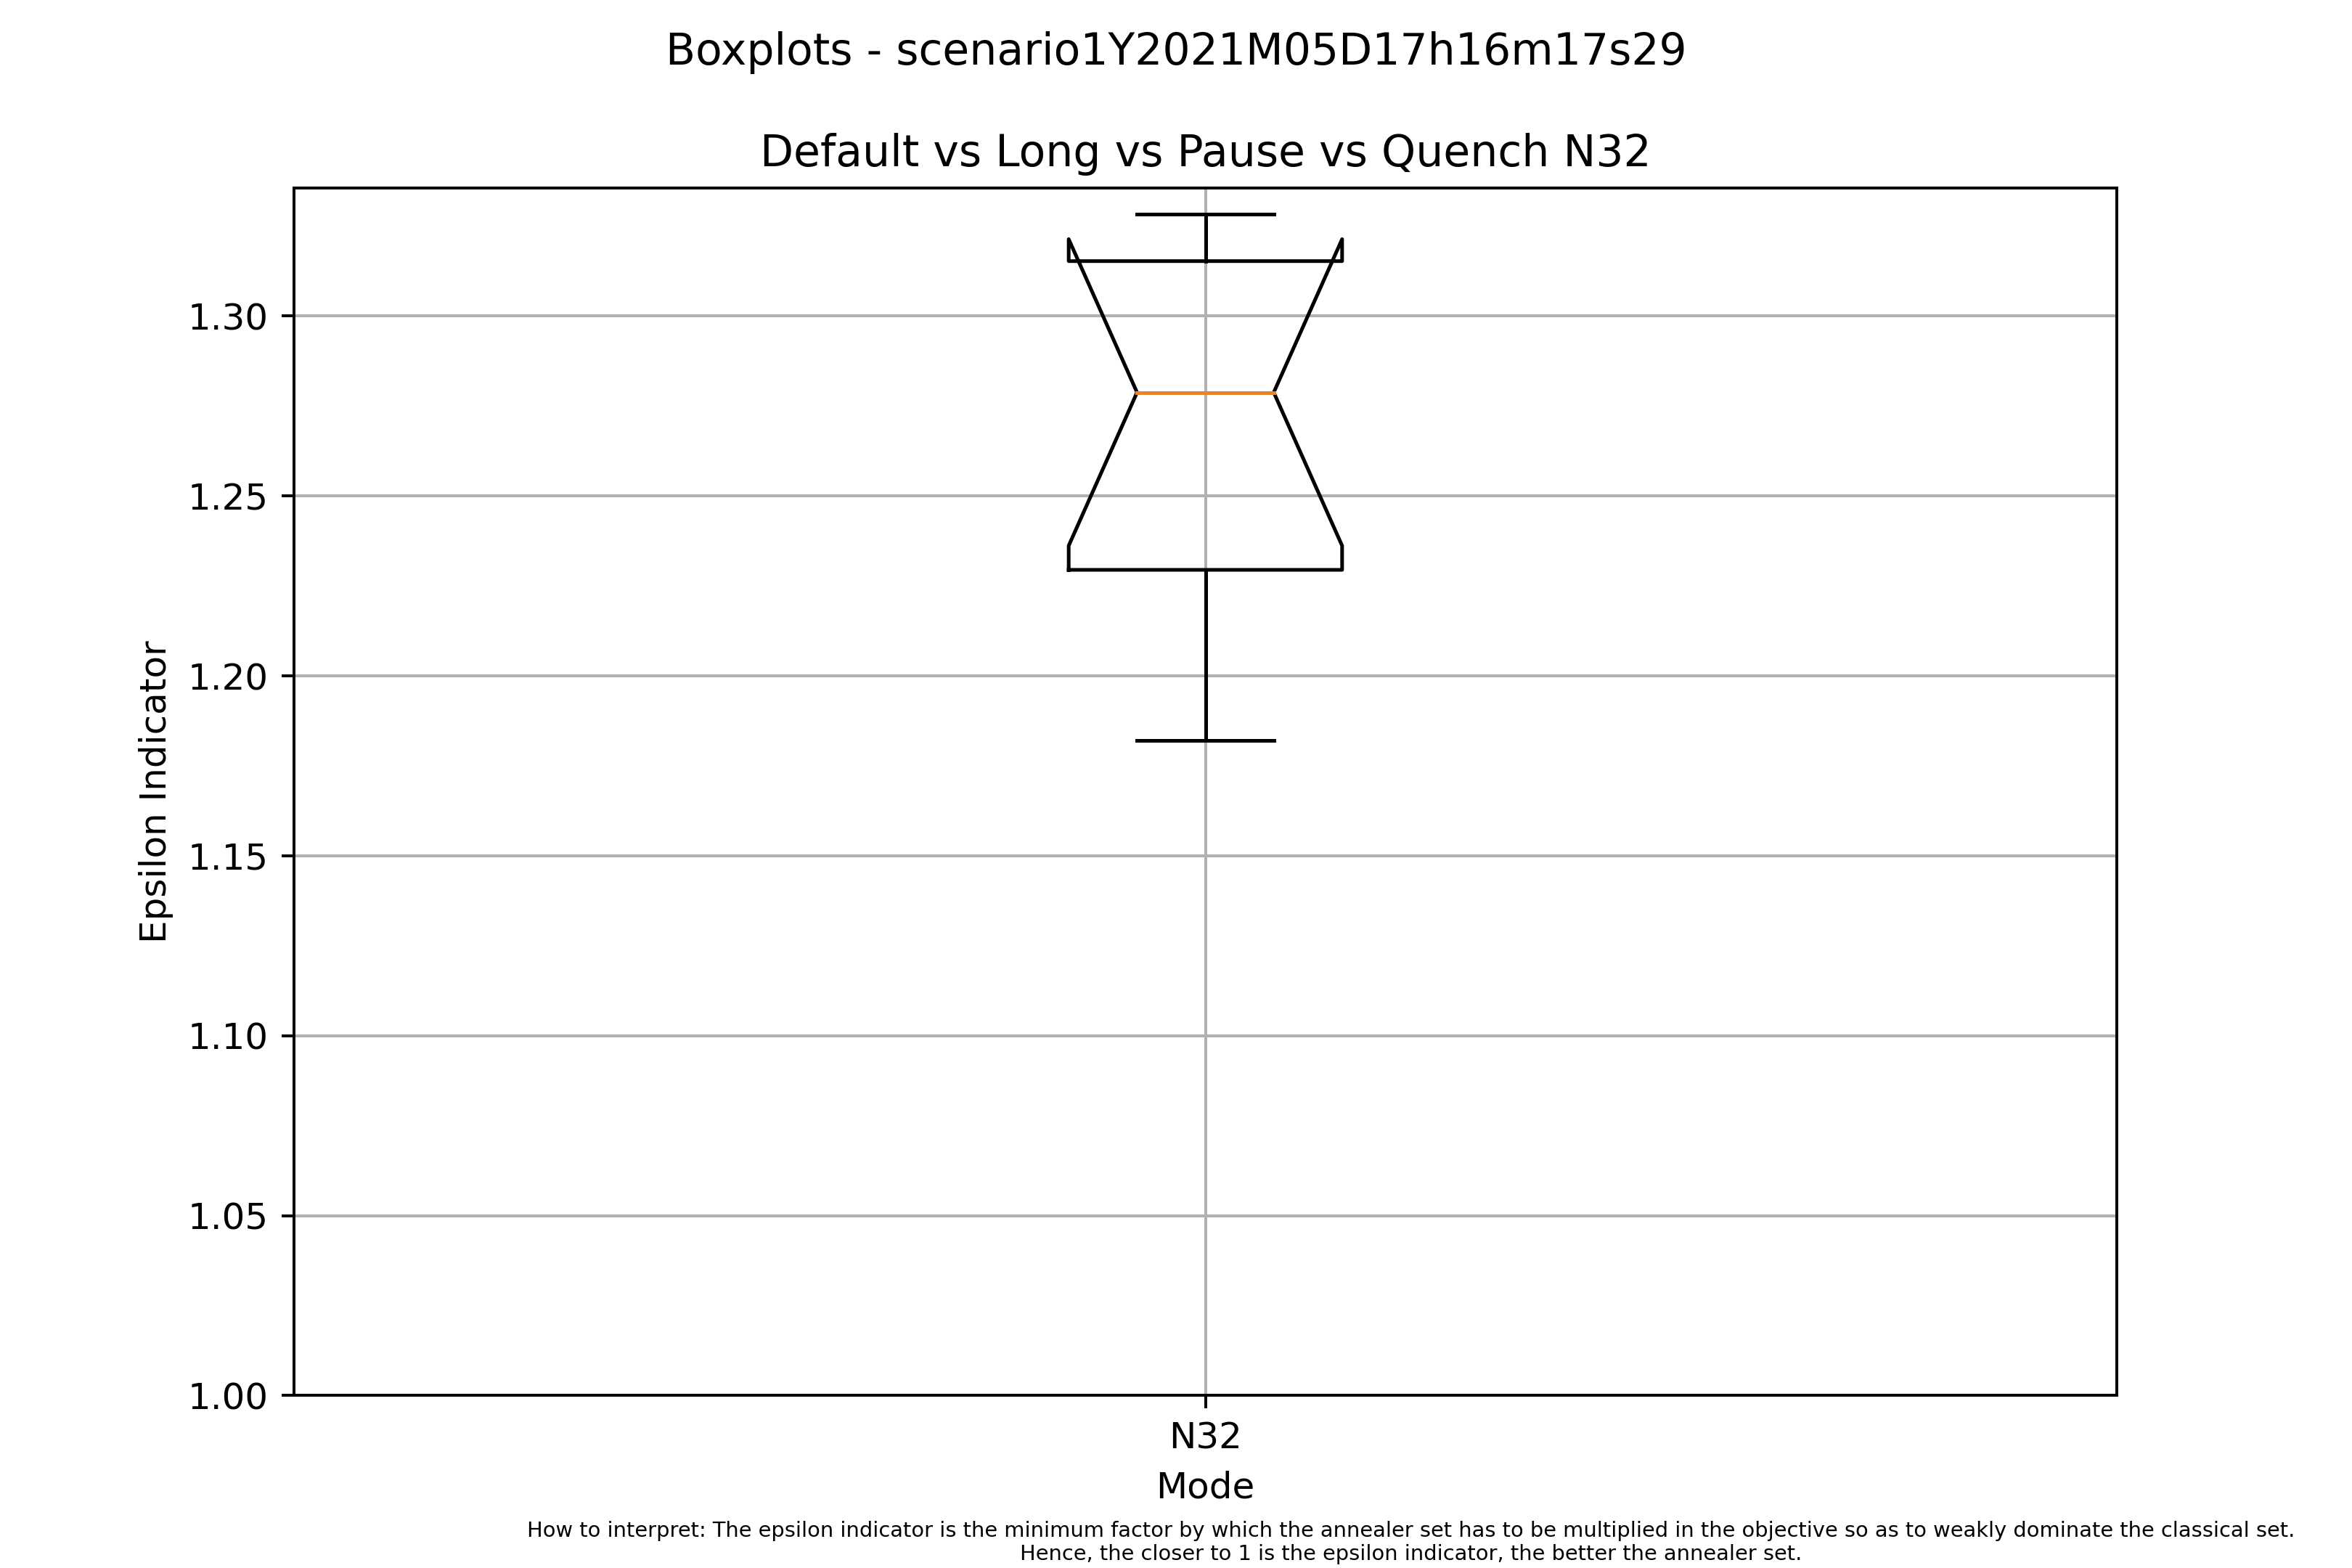 Boxplots - scenario1Y2021M05D17h16m17s29
Default vs Long vs Pause vs Quench N32
Epsilon Indicator
1.30
1.25
1.20
1.15
1.10
1.05
1.00
N32
Mode
How to interpret: The epsilon indicator is the minimum factor by which the annealer set has to be multiplied in the objective so as to weakly dominate the classical set.
Hence, the closer to 1 is the epsilon indicator, the better the annealer set.